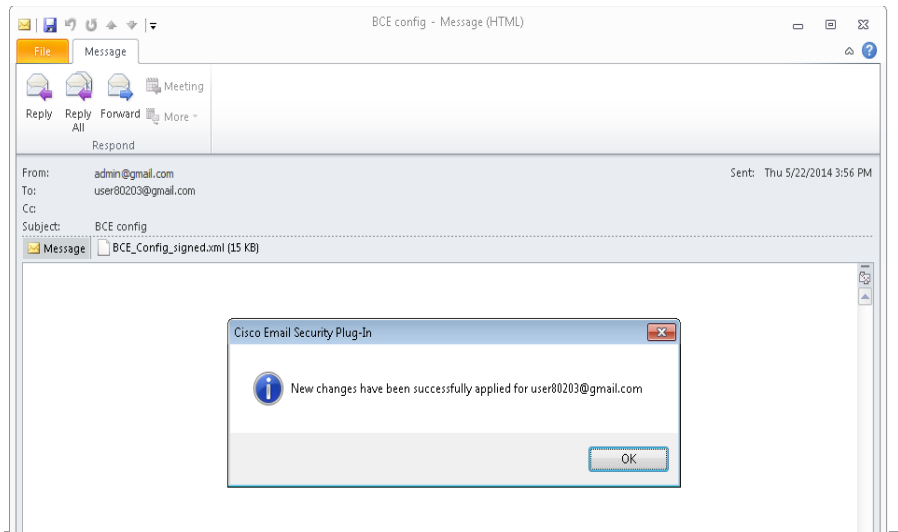 BCE config - Message (HTML)
File Message
Meeting
Reply Reply All Forward More
Respond
From: admin@gmail.com Sent: Thu 5/22/2014 3:56 PM
To: user80203@gmail.com
Cc:
Subject: BCE config
Message BCE_Config_signed.xml (15 KB)
Cisco Email Security Plug-In
New changes have been successfully applied for user80203@gmail.com
OK